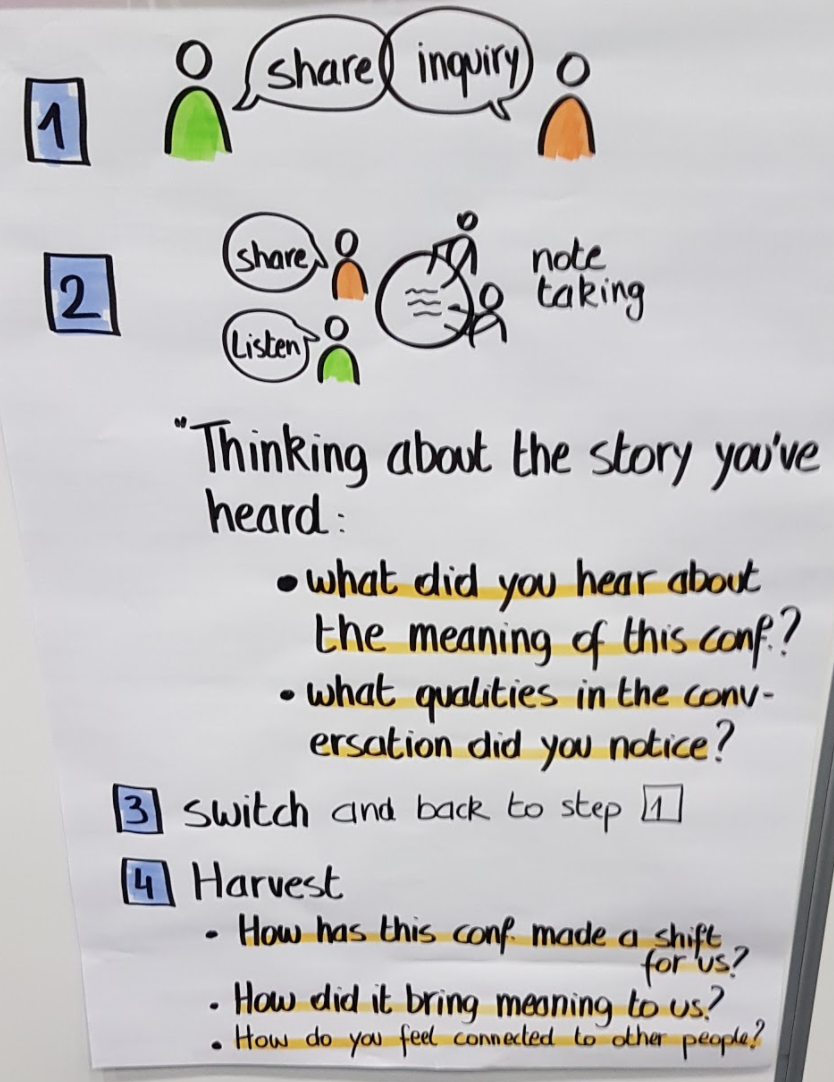 1 share inquiry
2 share note
Listen taking
"Thinking about the story you've
heard:
• what did you hear about
the meaning of this conf.?
• what qualities in the conv-
ersation did you notice?
3 switch and back to step 1
4 Harvest
• How has this conf. made a shift
for us?
• How did it bring meaning to us?
• How do you feel connected to other people?